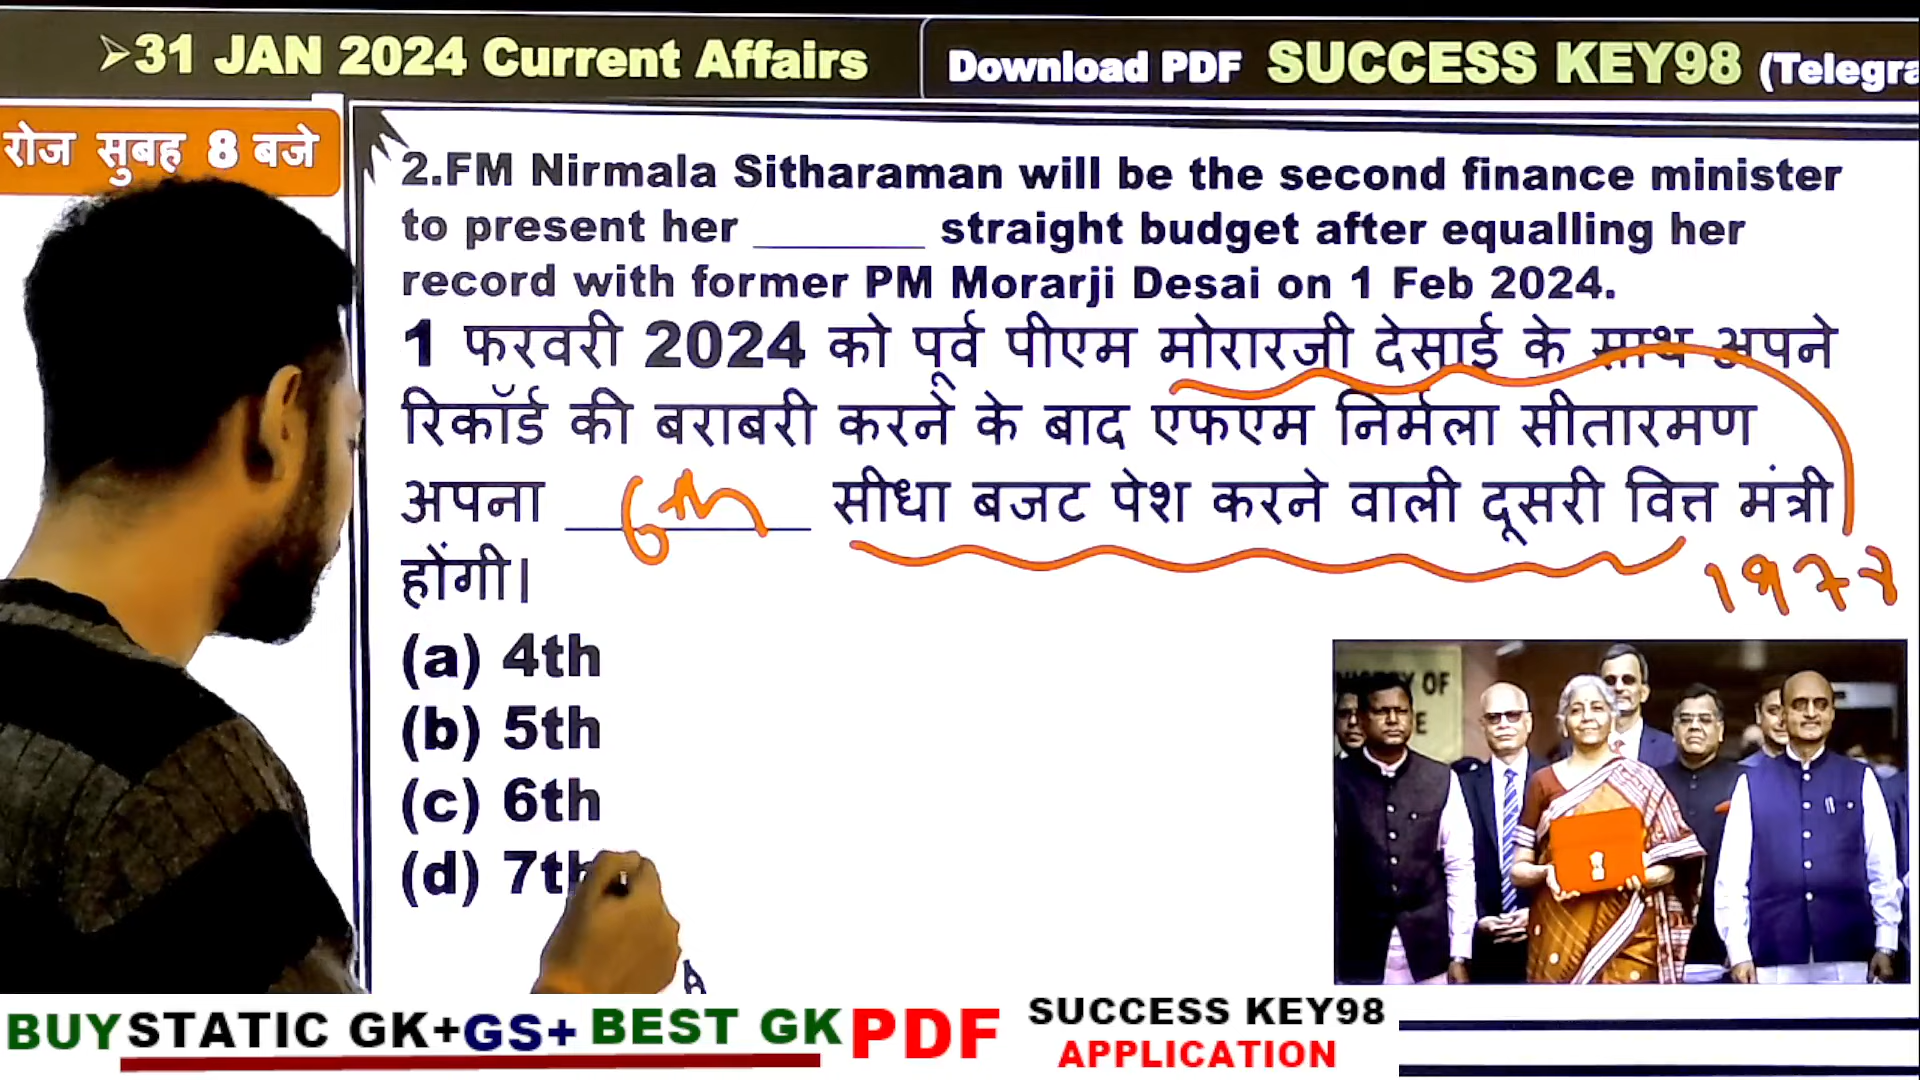 ➢31 JAN 2024 Current Affairs
Download PDF SUCCESS KEY98 (Telegra
रोज सुबह 8 बजे
2.FM Nirmala Sitharaman will be the second finance minister
to present her ________ straight budget after equalling her
record with former PM Morarji Desai on 1 Feb 2024.
1 फरवरी 2024 को पूर्व पीएम मोरारजी देसाई के साथ अपने
रिकॉर्ड की बराबरी करने के बाद एफएम निर्मला सीतारमण
अपना 6th सीधा बजट पेश करने वाली दूसरी वित्त मंत्री
होंगी।
(a) 4th
(b) 5th
(c) 6th
(d) 7th
BUY STATIC GK+GS+ BEST GK PDF
SUCCESS KEY98
APPLICATION